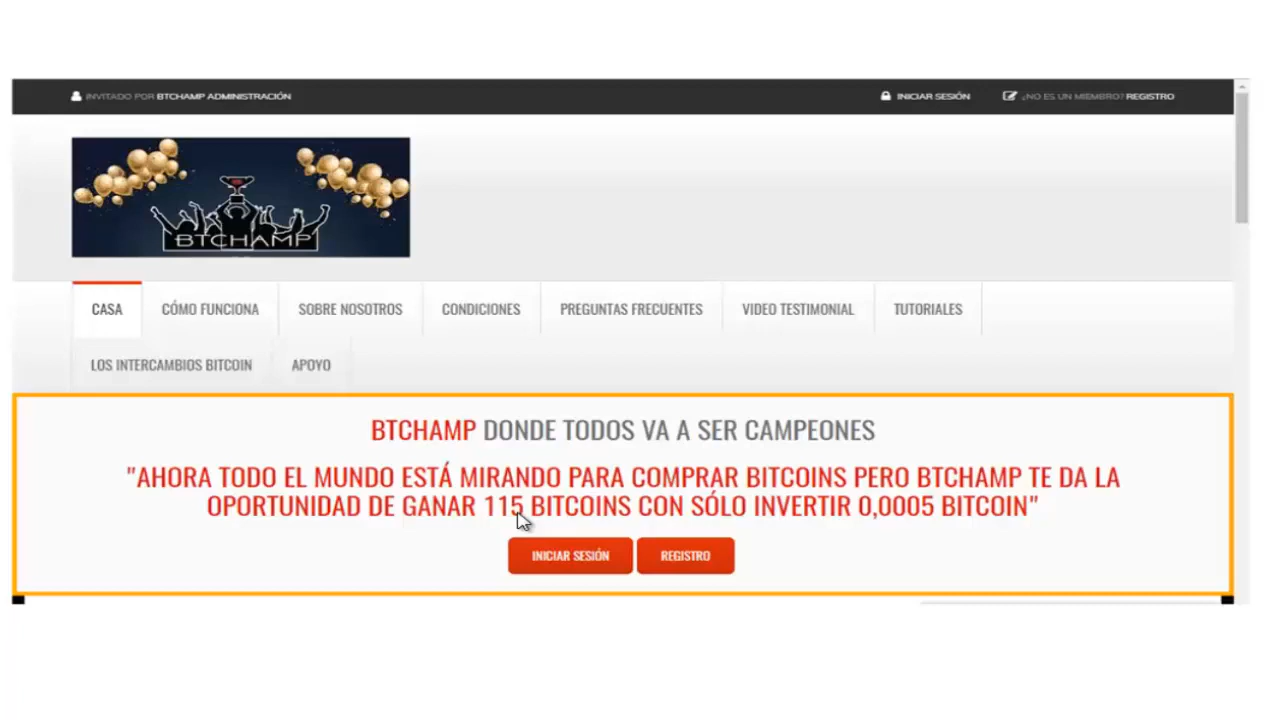 INVITADO POR BTCHAMP ADMINISTRACIÓN
INICIAR SESIÓN
¿NO ES UN MIEMBRO? REGISTRO
BTCHAMP
CASA
CÓMO FUNCIONA
SOBRE NOSOTROS
CONDICIONES
PREGUNTAS FRECUENTES
VIDEO TESTIMONIAL
TUTORIALES
LOS INTERCAMBIOS BITCOIN
APOYO
BTCHAMP DONDE TODOS VA A SER CAMPEONES
"AHORA TODO EL MUNDO ESTÁ MIRANDO PARA COMPRAR BITCOINS PERO BTCHAMP TE DA LA
OPORTUNIDAD DE GANAR 115 BITCOINS CON SÓLO INVERTIR 0,0005 BITCOIN"
INICIAR SESIÓN
REGISTRO